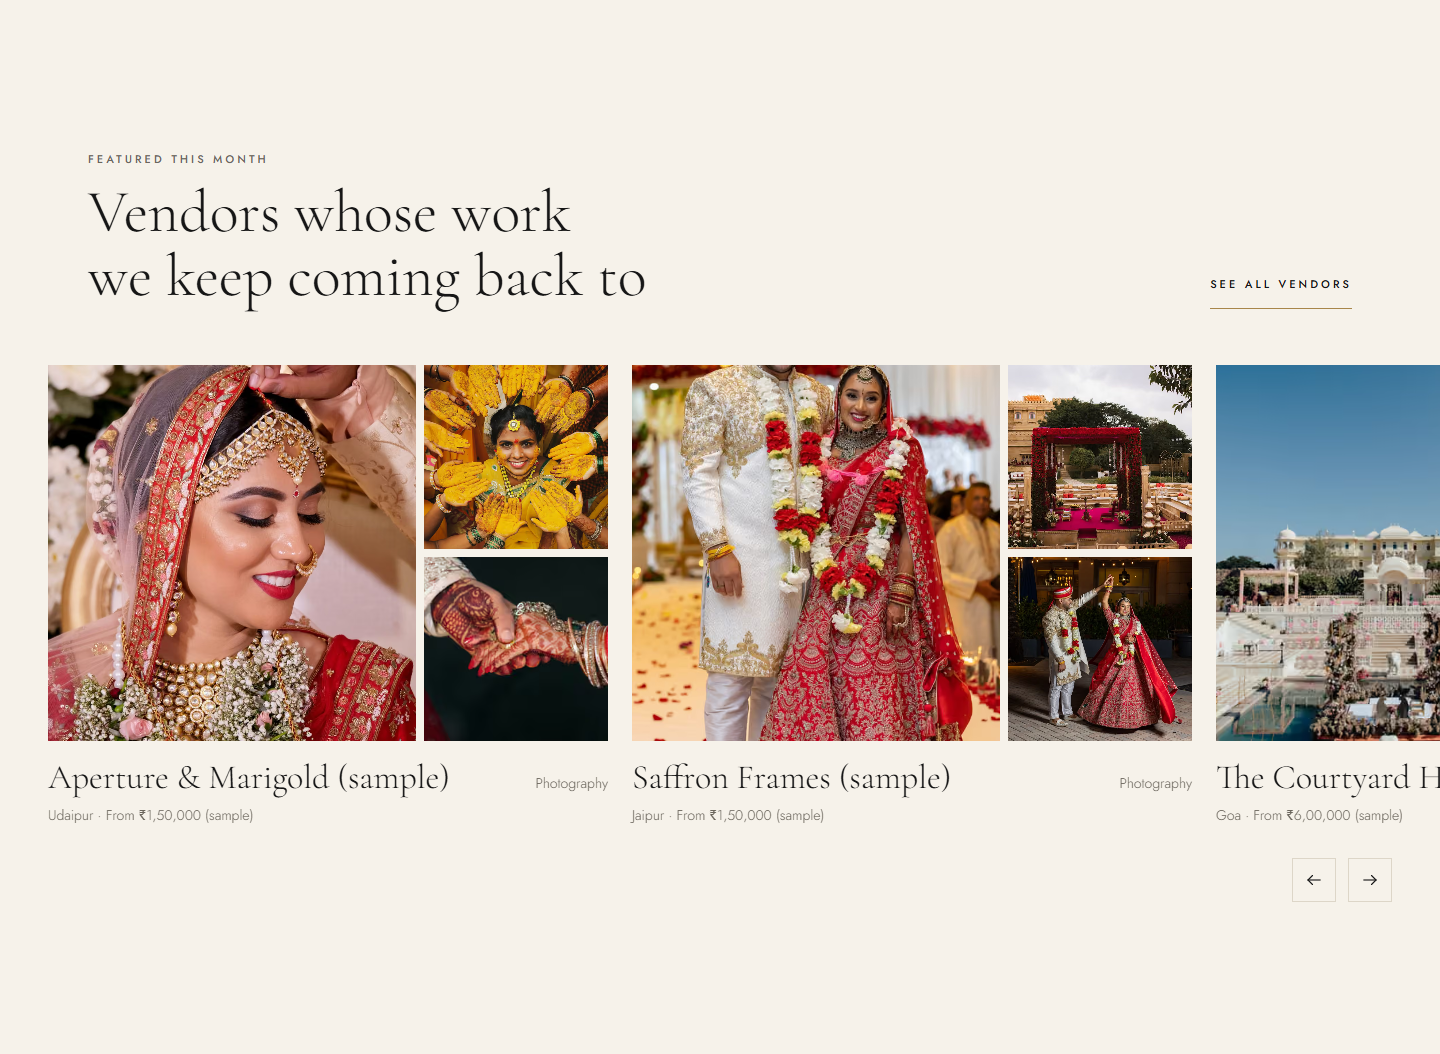 FEATURED THIS MONTH
Vendors whose work
we keep coming back to
SEE ALL VENDORS
Aperture & Marigold (sample)
Photography
Udaipur · From ₹1,50,000 (sample)
Saffron Frames (sample)
Photography
Jaipur · From ₹1,50,000 (sample)
The Courtyard H
Goa · From ₹6,00,000 (sample)